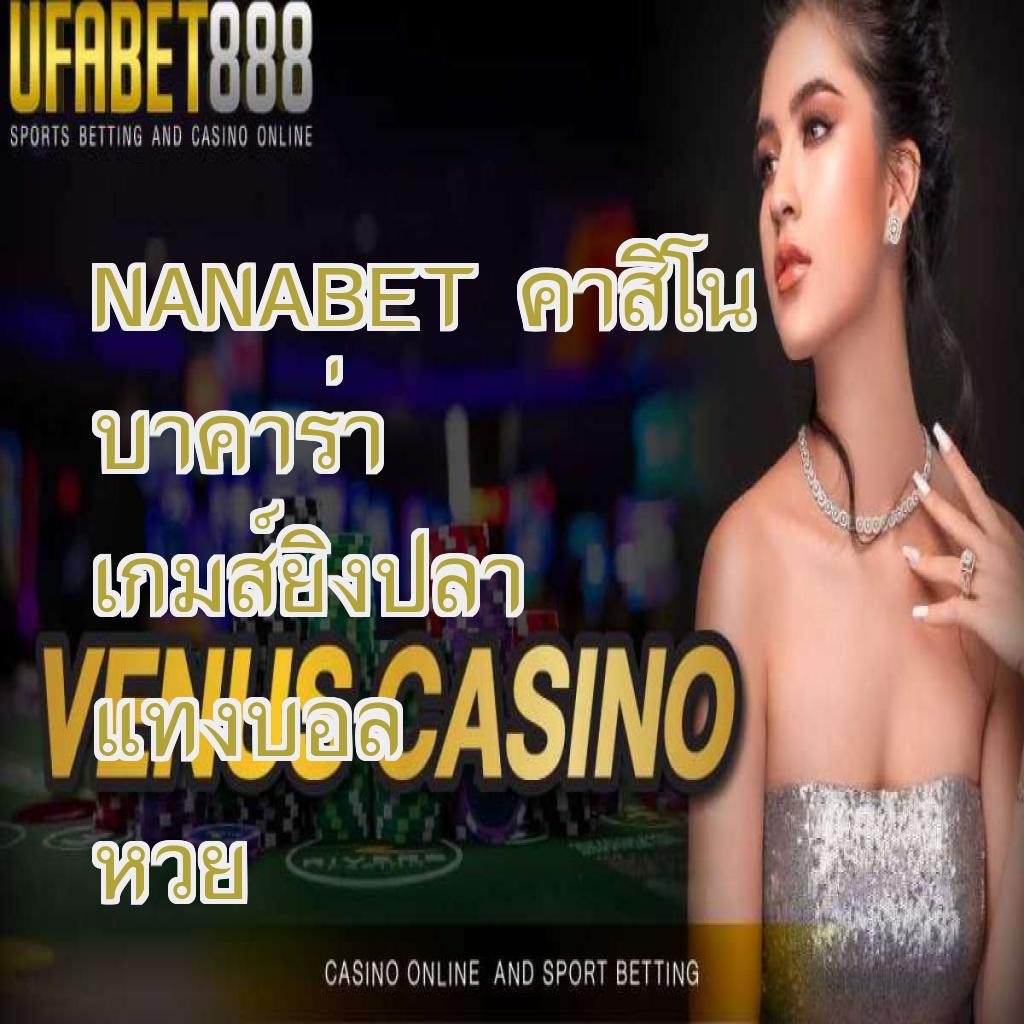 UFABET888
SPORTS BETTING AND CASINO ONLINE
NANABET คาสิโน
บาคาร่า
เกมส์ยิงปลา
VENUS CASINO
แทงบอล
หวย
CASINO ONLINE AND SPORT BETTING